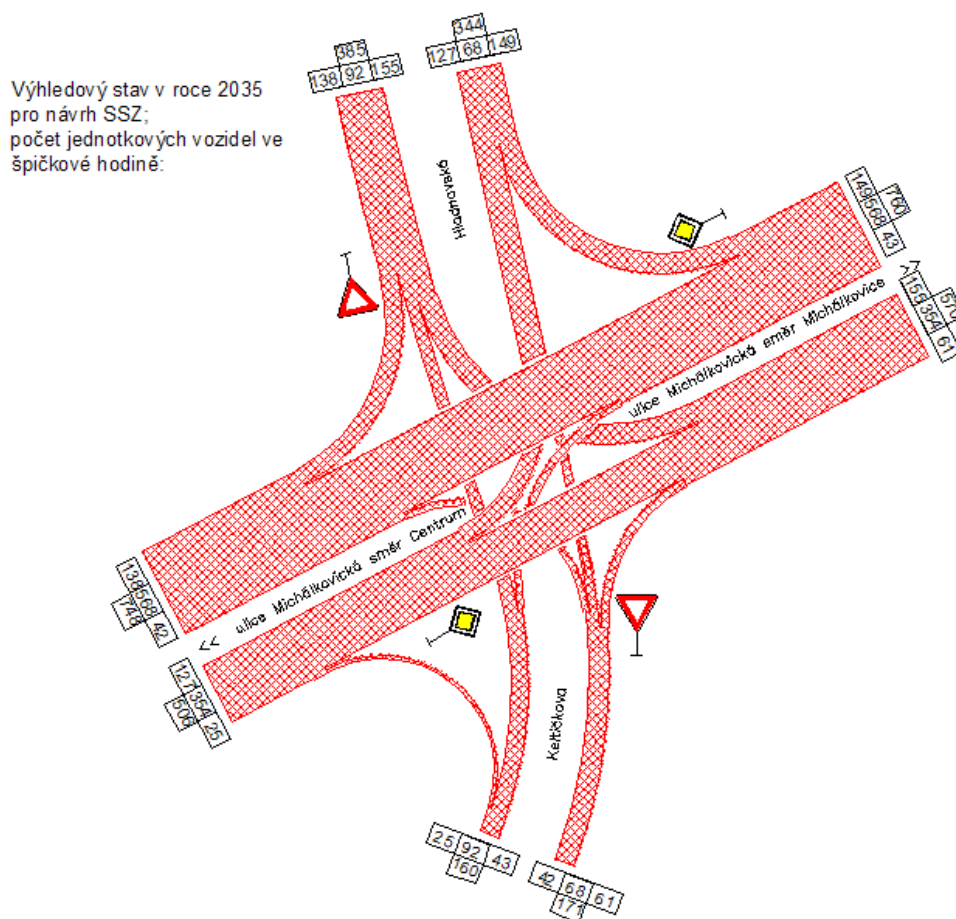 Výhledový stav v roce 2035
pro návrh SSZ;
počet jednotkových vozidel ve
špičkové hodině:
385
138 92 155
344
127 68 149
Hladnovská
760
149 568 43
>>
ulice Michálkovická směr Michálkovice
570
155 354 61
138 568 42
748
<< ulice Michálkovická směr Centrum
127 354 25
506
Keltičkova
25 92 43
160
42 68 61
171